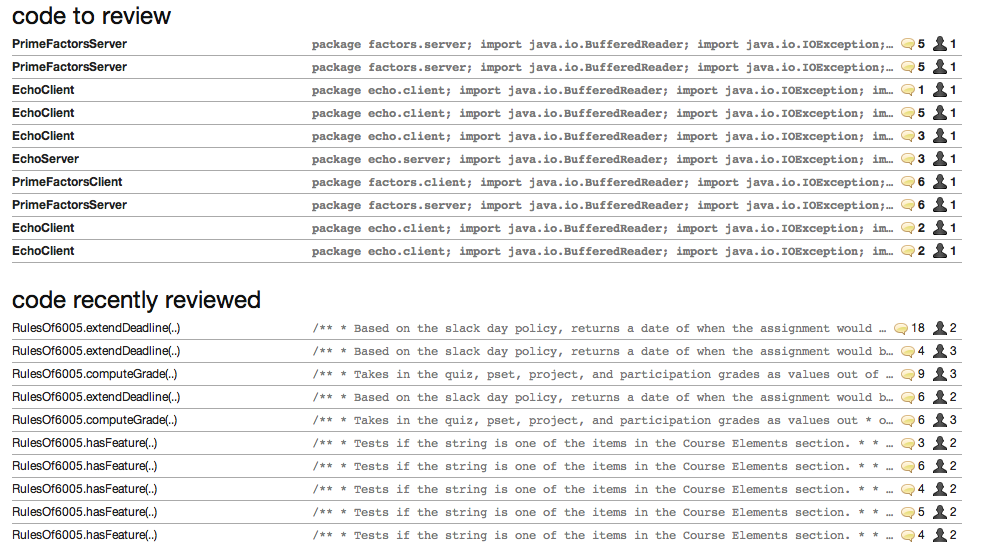 code to review
PrimeFactorsServer package factors.server; import java.io.BufferedReader; import java.io.IOException;… 5 1
PrimeFactorsServer package factors.server; import java.io.BufferedReader; import java.io.IOException;… 5 1
EchoClient package echo.client; import java.io.BufferedReader; import java.io.IOException; im… 1 1
EchoClient package echo.client; import java.io.BufferedReader; import java.io.IOException; im… 5 1
EchoClient package echo.client; import java.io.BufferedReader; import java.io.IOException; im… 3 1
EchoServer package echo.server; import java.io.BufferedReader; import java.io.IOException; im… 3 1
PrimeFactorsClient package factors.client; import java.io.BufferedReader; import java.io.IOException;… 6 1
PrimeFactorsServer package factors.server; import java.io.BufferedReader; import java.io.IOException;… 6 1
EchoClient package echo.client; import java.io.BufferedReader; import java.io.IOException; im… 2 1
EchoClient package echo.client; import java.io.BufferedReader; import java.io.IOException; im… 2 1
code recently reviewed
RulesOf6005.extendDeadline(..) /** * Based on the slack day policy, returns a date of when the assignment would … 18 2
RulesOf6005.extendDeadline(..) /** * Based on the slack day policy, returns a date of when the assignment would b… 4 3
RulesOf6005.computeGrade(..) /** * Takes in the quiz, pset, project, and participation grades as values out of … 9 3
RulesOf6005.extendDeadline(..) /** * Based on the slack day policy, returns a date of when the assignment would b… 6 2
RulesOf6005.computeGrade(..) /** * Takes in the quiz, pset, project, and participation grades as values out * o… 6 3
RulesOf6005.hasFeature(..) /** * Tests if the string is one of the items in the Course Elements section. * * … 3 2
RulesOf6005.hasFeature(..) /** * Tests if the string is one of the items in the Course Elements section. * * … 6 2
RulesOf6005.hasFeature(..) /** * Tests if the string is one of the items in the Course Elements section. * * … 4 2
RulesOf6005.hasFeature(..) /** * Tests if the string is one of the items in the Course Elements section. * * … 5 2
RulesOf6005.hasFeature(..) /** * Tests if the string is one of the items in the Course Elements section. * * … 4 2